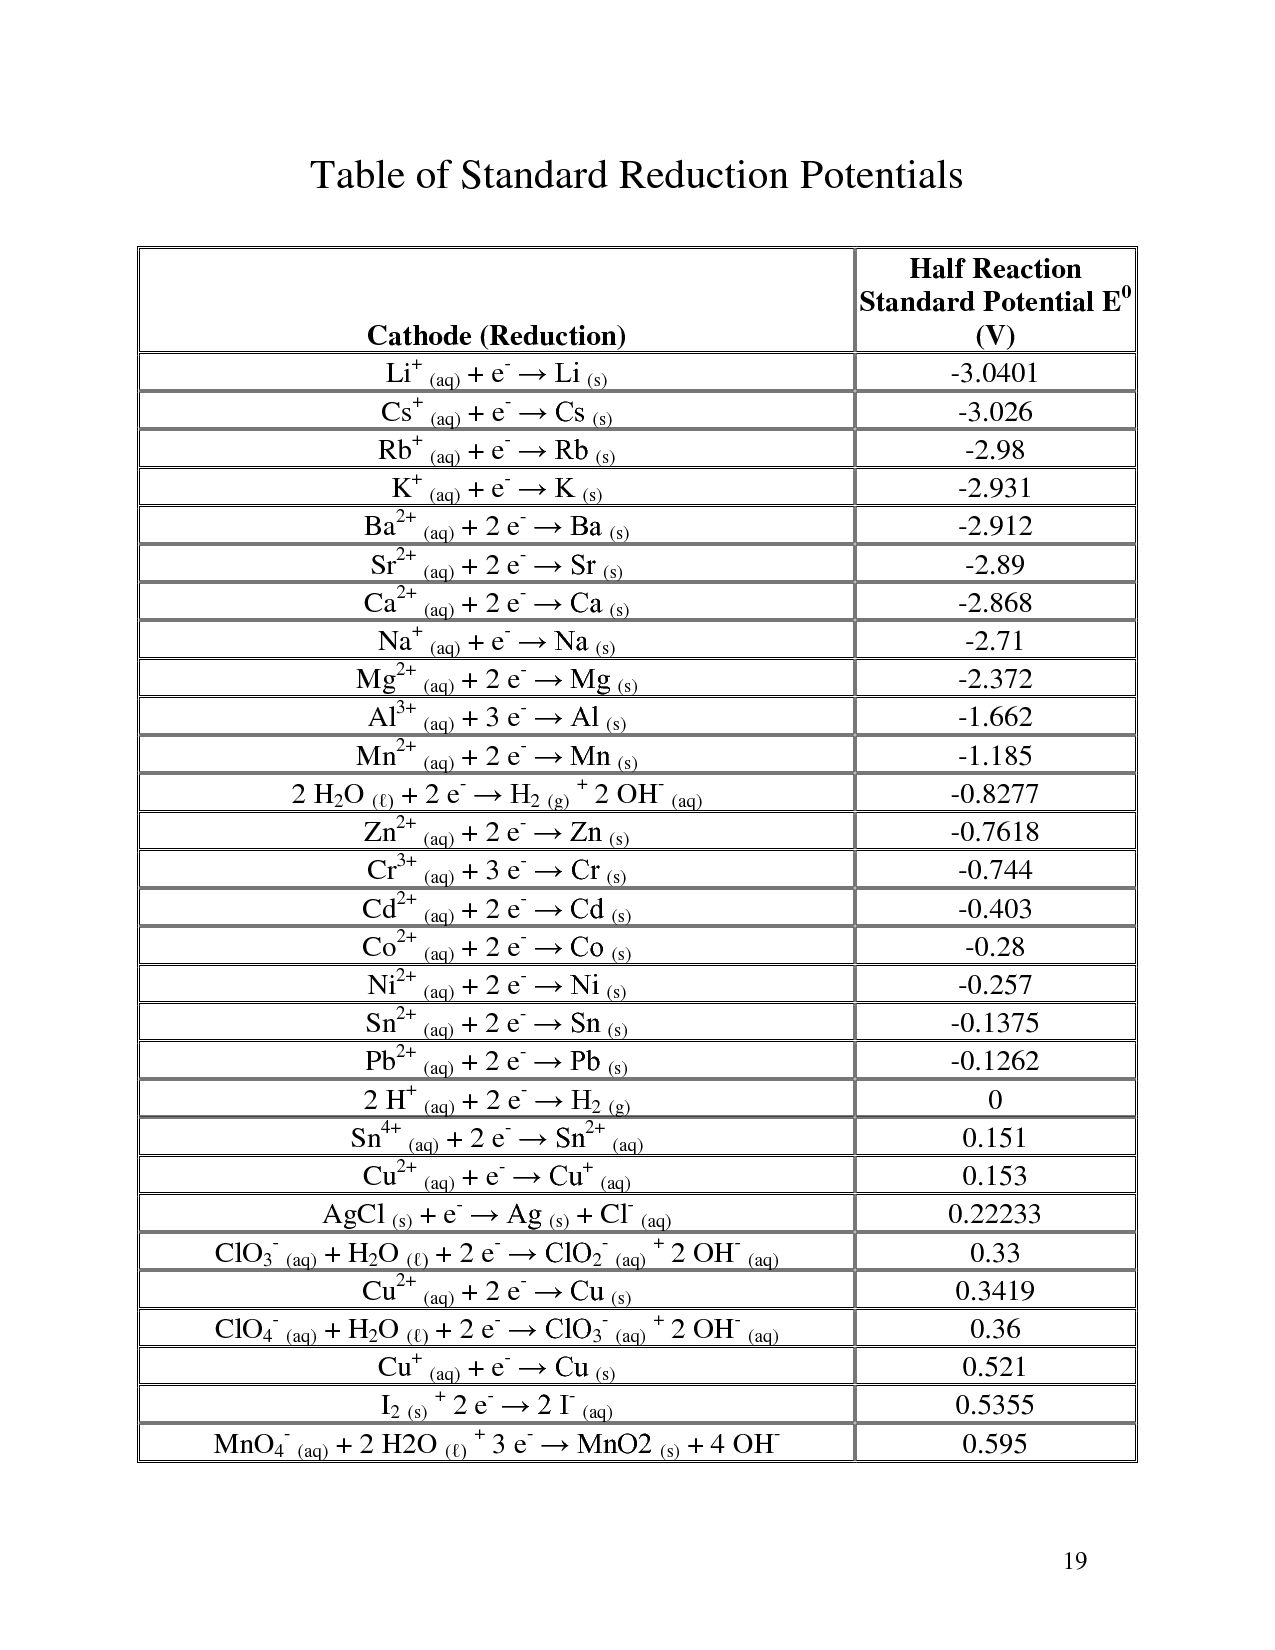 Table of Standard Reduction Potentials
Cathode (Reduction) Half Reaction Standard Potential E⁰ (V)
Li⁺ (aq) + e⁻ → Li (s) -3.0401
Cs⁺ (aq) + e⁻ → Cs (s) -3.026
Rb⁺ (aq) + e⁻ → Rb (s) -2.98
K⁺ (aq) + e⁻ → K (s) -2.931
Ba²⁺ (aq) + 2 e⁻ → Ba (s) -2.912
Sr²⁺ (aq) + 2 e⁻ → Sr (s) -2.89
Ca²⁺ (aq) + 2 e⁻ → Ca (s) -2.868
Na⁺ (aq) + e⁻ → Na (s) -2.71
Mg²⁺ (aq) + 2 e⁻ → Mg (s) -2.372
Al³⁺ (aq) + 3 e⁻ → Al (s) -1.662
Mn²⁺ (aq) + 2 e⁻ → Mn (s) -1.185
2 H₂O (ℓ) + 2 e⁻ → H₂ (g) ⁺ 2 OH⁻ (aq) -0.8277
Zn²⁺ (aq) + 2 e⁻ → Zn (s) -0.7618
Cr³⁺ (aq) + 3 e⁻ → Cr (s) -0.744
Cd²⁺ (aq) + 2 e⁻ → Cd (s) -0.403
Co²⁺ (aq) + 2 e⁻ → Co (s) -0.28
Ni²⁺ (aq) + 2 e⁻ → Ni (s) -0.257
Sn²⁺ (aq) + 2 e⁻ → Sn (s) -0.1375
Pb²⁺ (aq) + 2 e⁻ → Pb (s) -0.1262
2 H⁺ (aq) + 2 e⁻ → H₂ (g) 0
Sn⁴⁺ (aq) + 2 e⁻ → Sn²⁺ (aq) 0.151
Cu²⁺ (aq) + e⁻ → Cu⁺ (aq) 0.153
AgCl (s) + e⁻ → Ag (s) + Cl⁻ (aq) 0.22233
ClO₃⁻ (aq) + H₂O (ℓ) + 2 e⁻ → ClO₂⁻ (aq) ⁺ 2 OH⁻ (aq) 0.33
Cu²⁺ (aq) + 2 e⁻ → Cu (s) 0.3419
ClO₄⁻ (aq) + H₂O (ℓ) + 2 e⁻ → ClO₃⁻ (aq) ⁺ 2 OH⁻ (aq) 0.36
Cu⁺ (aq) + e⁻ → Cu (s) 0.521
I₂ (s) ⁺ 2 e⁻ → 2 I⁻ (aq) 0.5355
MnO₄⁻ (aq) + 2 H2O (ℓ) ⁺ 3 e⁻ → MnO2 (s) + 4 OH⁻ 0.595
19